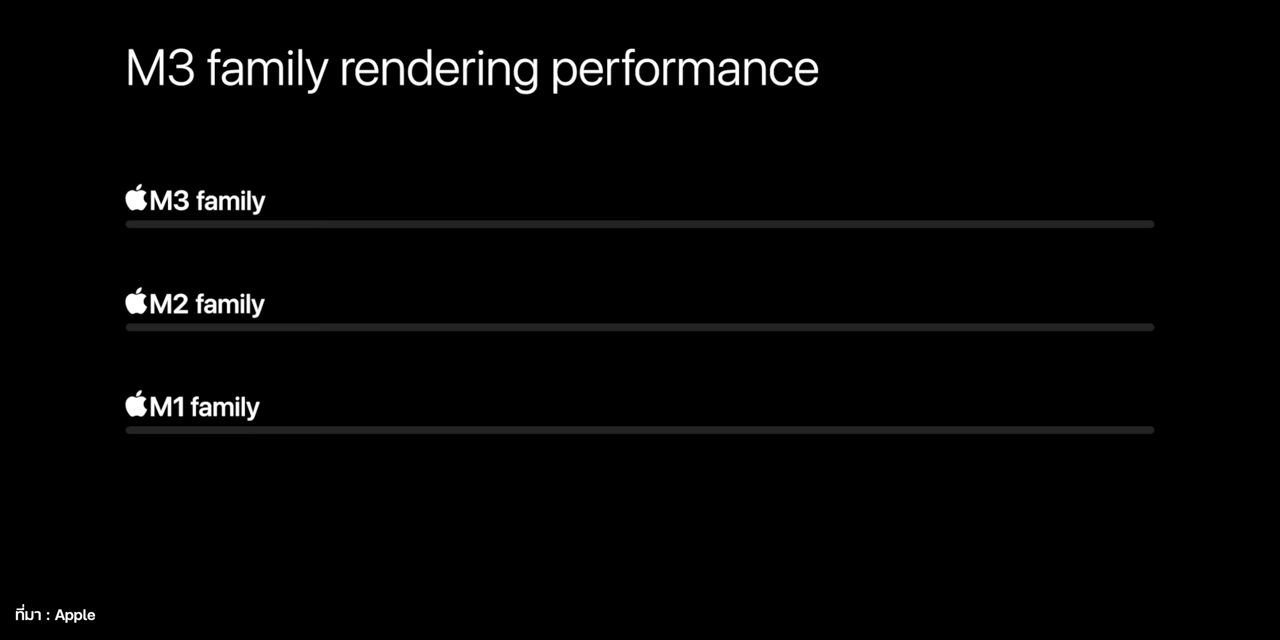 M3 family rendering performance
M3 family
M2 family
M1 family
ที่มา : Apple